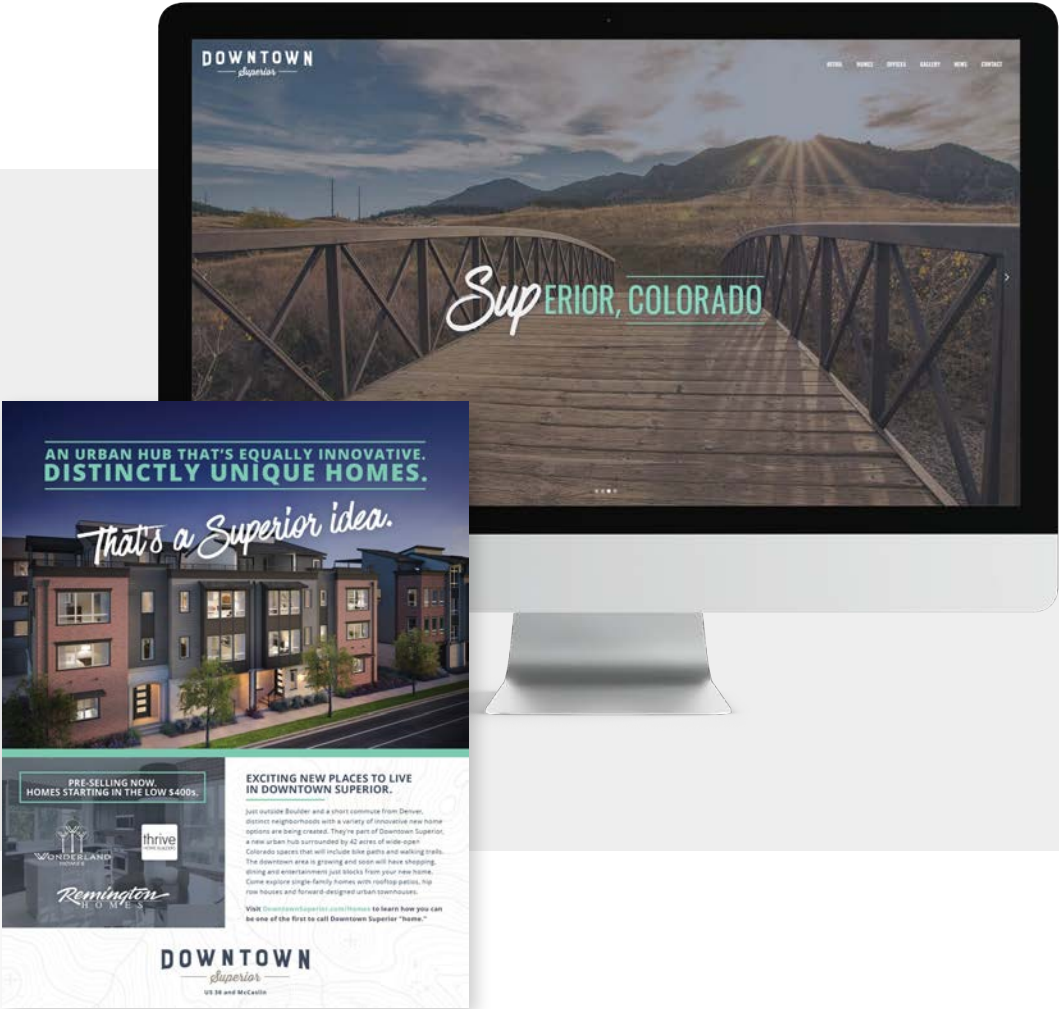 DOWNTOWN
Superior
RETAIL HOMES OFFICES GALLERY NEWS CONTACT
SupERIOR, COLORADO
AN URBAN HUB THAT'S EQUALLY INNOVATIVE.
DISTINCTLY UNIQUE HOMES.
That's a Superior idea.
PRE-SELLING NOW.
HOMES STARTING IN THE LOW $400s.
WONDERLAND
HOMES
thrive
HOME BUILDERS
Remington
HOMES
EXCITING NEW PLACES TO LIVE
IN DOWNTOWN SUPERIOR.
Just outside Boulder and a short commute from Denver,
distinct neighborhoods with a variety of innovative new home
options are being created. They're part of Downtown Superior,
a new urban hub surrounded by 42 acres of wide-open
Colorado spaces that will include bike paths and walking trails.
The downtown area is growing and soon will have shopping,
dining and entertainment just blocks from your new home.
Come explore single-family homes with rooftop patios, hip
row houses and forward-designed urban townhouses.
Visit DowntownSuperior.com/Homes to learn how you can
be one of the first to call Downtown Superior "home."
DOWNTOWN
Superior
US 36 and McCaslin